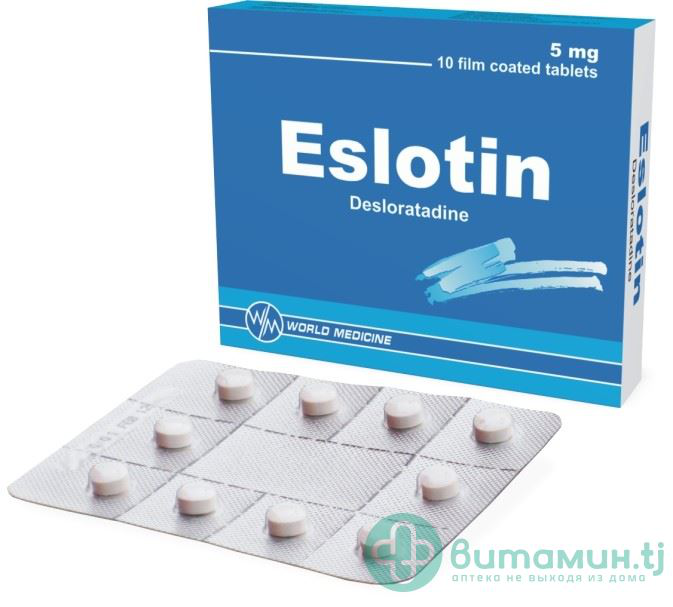 5 mg
10 film coated tablets
Eslotin
Desloratadine
WM WORLD MEDICINE
Eslotin
Desloratadine
витамин.tj
аптека не выходя из дома